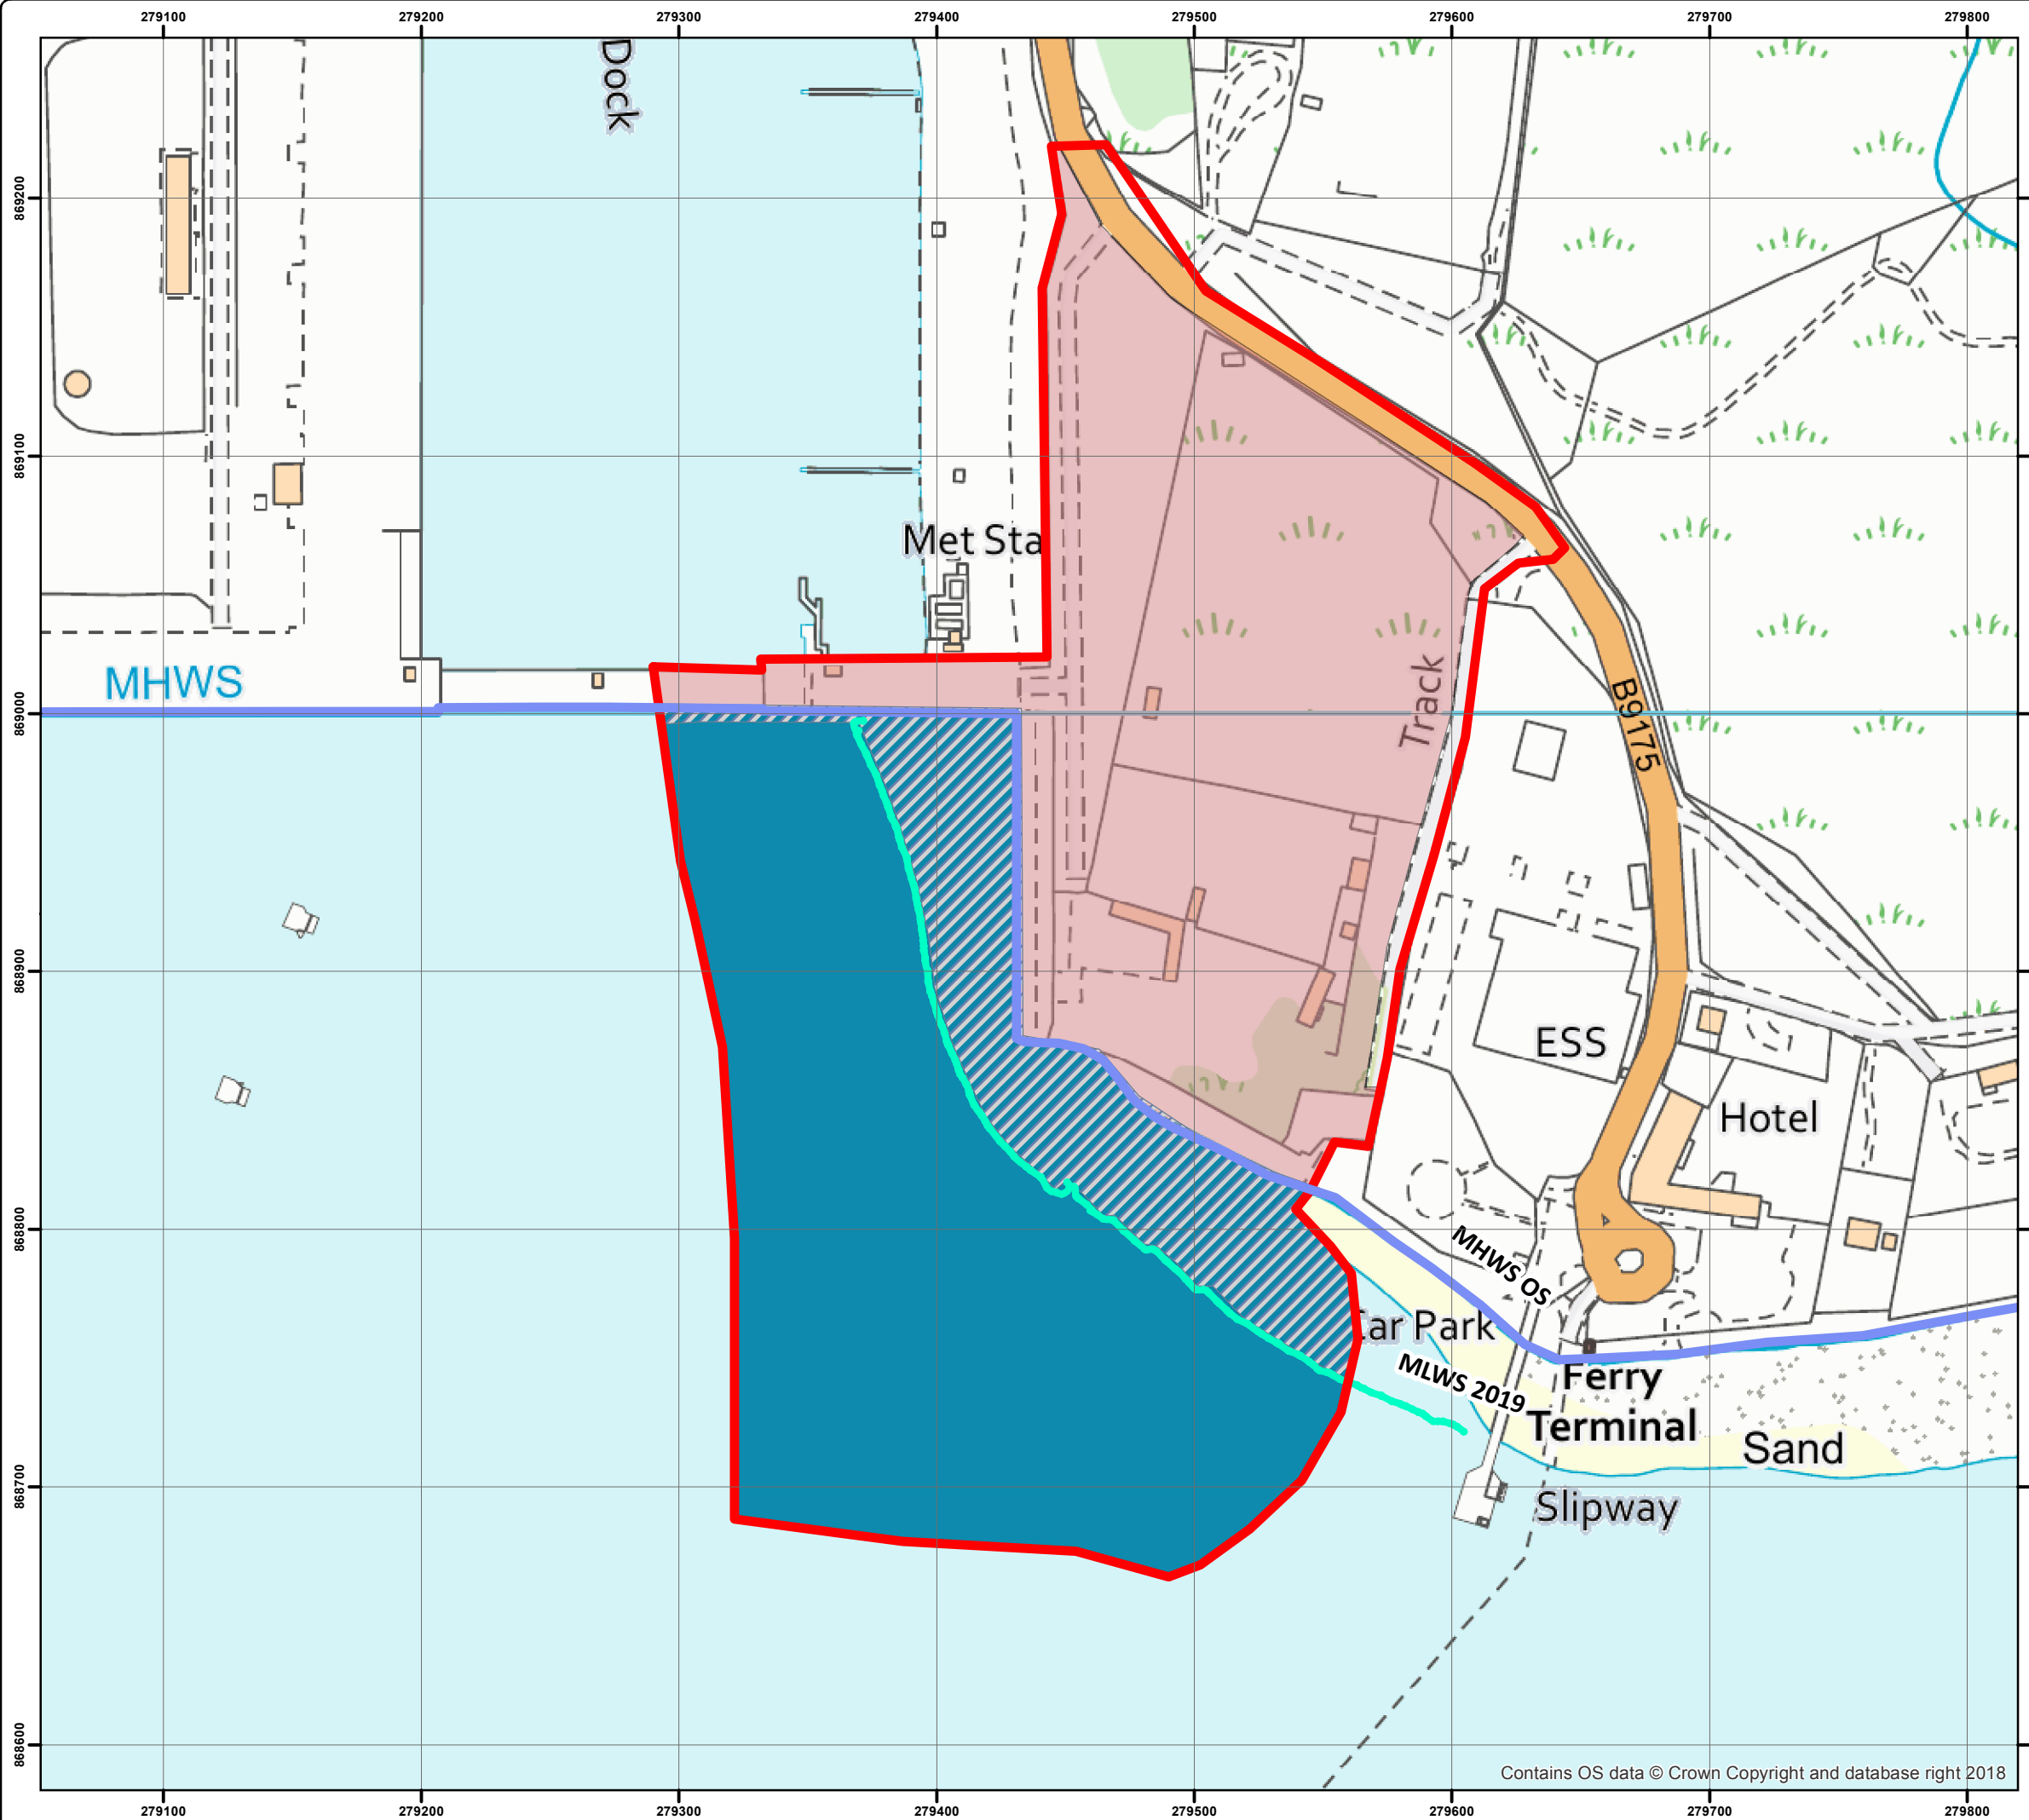 279100 279200 279300 279400 279500 279600 279700 279800
Dock
869200
869100
Met Sta
MHWS
Track
B9175
869000
868900
ESS
Hotel
868800
MHWS OS
Car Park
MLWS 2019
Ferry
Terminal
Sand
868700
Slipway
868600
Contains OS data © Crown Copyright and database right 2018
279100 279200 279300 279400 279500 279600 279700 279800